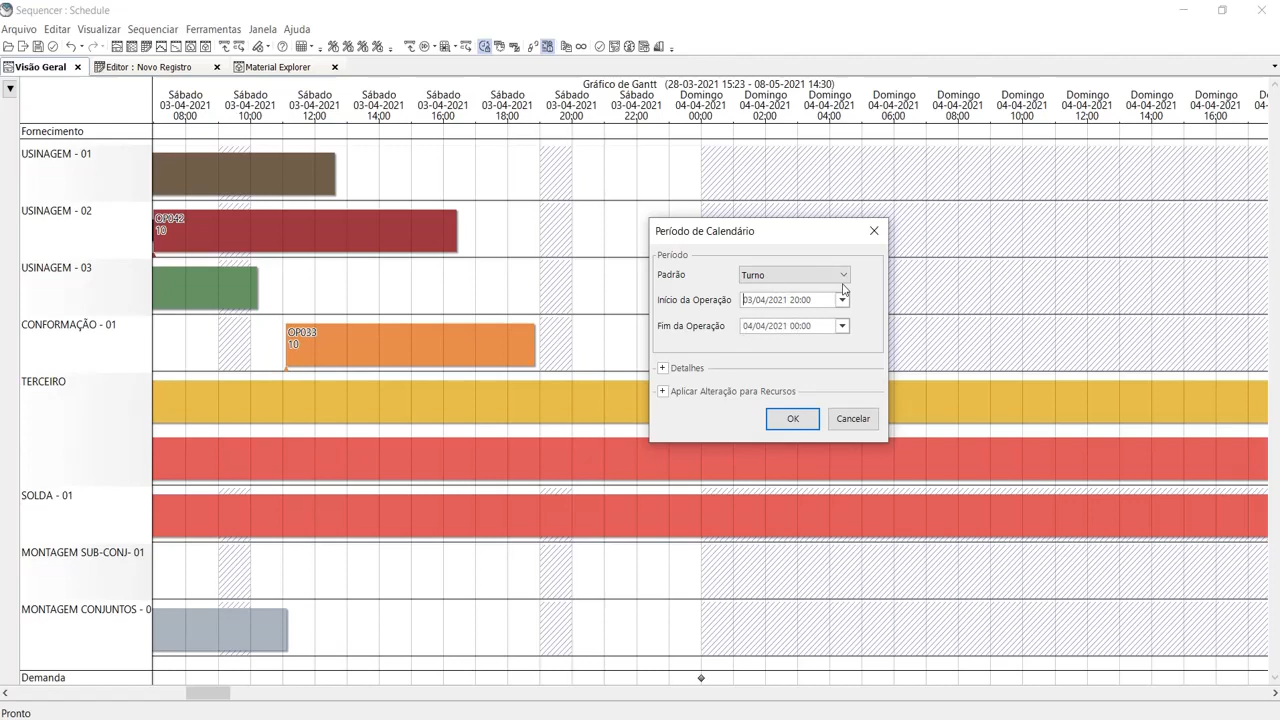 Sequencer : Schedule
Arquivo Editar Visualizar Sequenciar Ferramentas Janela Ajuda
Visão Geral Editor : Novo Registro Material Explorer
Gráfico de Gantt (28-03-2021 15:23 - 08-05-2021 14:30)
Sábado Sábado Sábado Sábado Sábado Sábado Sábado Sábado Domingo Domingo Domingo Domingo Domingo Domingo Domingo Domingo Domingo
03-04-2021 03-04-2021 03-04-2021 03-04-2021 03-04-2021 03-04-2021 03-04-2021 03-04-2021 04-04-2021 04-04-2021 04-04-2021 04-04-2021 04-04-2021 04-04-2021 04-04-2021 04-04-2021 04-04-2021
08:00 10:00 12:00 14:00 16:00 18:00 20:00 22:00 00:00 02:00 04:00 06:00 08:00 10:00 12:00 14:00 16:00
Fornecimento
USINAGEM - 01
USINAGEM - 02
OP042
10
USINAGEM - 03
CONFORMAÇÃO - 01
OP033
10
TERCEIRO
SOLDA - 01
MONTAGEM SUB-CONJ- 01
MONTAGEM CONJUNTOS - 0
Demanda
Período de Calendário
Período
Padrão Turno
Início da Operação 03/04/2021 20:00
Fim da Operação 04/04/2021 00:00
Detalhes
Aplicar Alteração para Recursos
OK Cancelar
Pronto